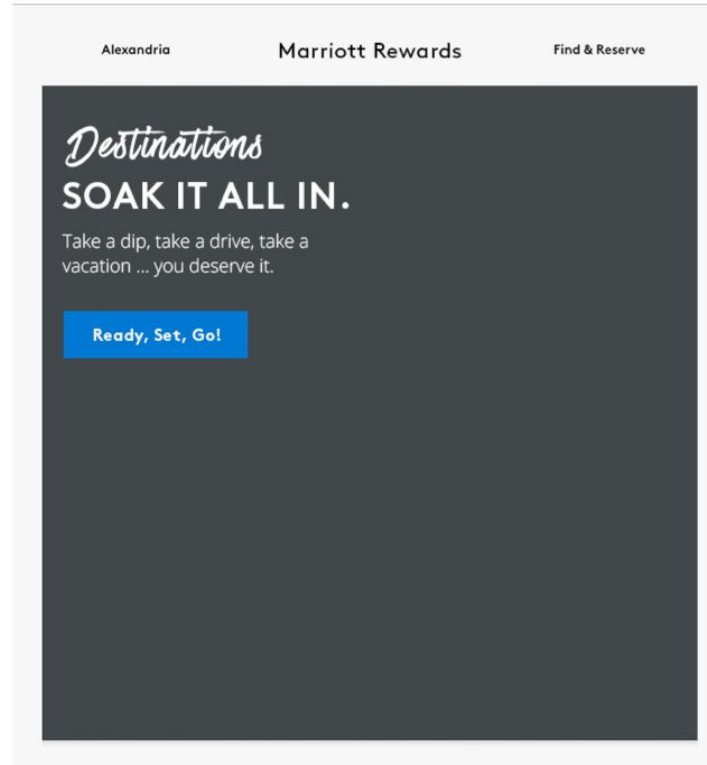 Alexandria Marriott Rewards Find & Reserve
Destinations
SOAK IT ALL IN.
Take a dip, take a drive, take a
vacation ... you deserve it.
Ready, Set, Go!